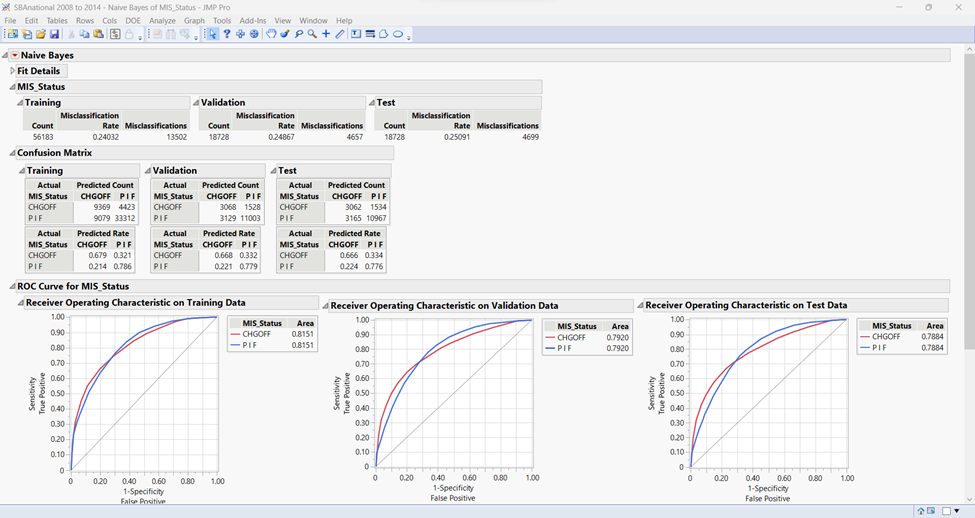 SBAnational 2008 to 2014 - Naive Bayes of MIS_Status - JMP Pro
File Edit Tables Rows Cols DOE Analyze Graph Tools Add-Ins View Window Help
Naive Bayes
Fit Details
MIS_Status
Training Validation Test
Misclassification Misclassification Misclassification
Count Rate Misclassifications Count Rate Misclassifications Count Rate Misclassifications
56183 0.24032 13502 18728 0.24867 4657 18728 0.25091 4699
Confusion Matrix
Training Validation Test
Actual Predicted Count Actual Predicted Count Actual Predicted Count
MIS_Status CHGOFF P I F MIS_Status CHGOFF P I F MIS_Status CHGOFF P I F
CHGOFF 9369 4423 CHGOFF 3068 1528 CHGOFF 3062 1534
P I F 9079 33312 P I F 3129 11003 P I F 3165 10967
Actual Predicted Rate Actual Predicted Rate Actual Predicted Rate
MIS_Status CHGOFF P I F MIS_Status CHGOFF P I F MIS_Status CHGOFF P I F
CHGOFF 0.679 0.321 CHGOFF 0.668 0.332 CHGOFF 0.666 0.334
P I F 0.214 0.786 P I F 0.221 0.779 P I F 0.224 0.776
ROC Curve for MIS_Status
Receiver Operating Characteristic on Training Data
1.00
0.90
0.80
0.70
0.60
0.50
0.40
0.30
0.20
0.10
0
Sensitivity
True Positive
0 0.20 0.40 0.60 0.80 1.00
1-Specificity
False Positive
MIS_Status Area
CHGOFF 0.8151
P I F 0.8151
Receiver Operating Characteristic on Validation Data
1.00
0.90
0.80
0.70
0.60
0.50
0.40
0.30
0.20
0.10
0
Sensitivity
True Positive
0 0.20 0.40 0.60 0.80 1.00
1-Specificity
False Positive
MIS_Status Area
CHGOFF 0.7920
P I F 0.7920
Receiver Operating Characteristic on Test Data
1.00
0.90
0.80
0.70
0.60
0.50
0.40
0.30
0.20
0.10
0
Sensitivity
True Positive
0 0.20 0.40 0.60 0.80 1.00
1-Specificity
False Positive
MIS_Status Area
CHGOFF 0.7884
P I F 0.7884